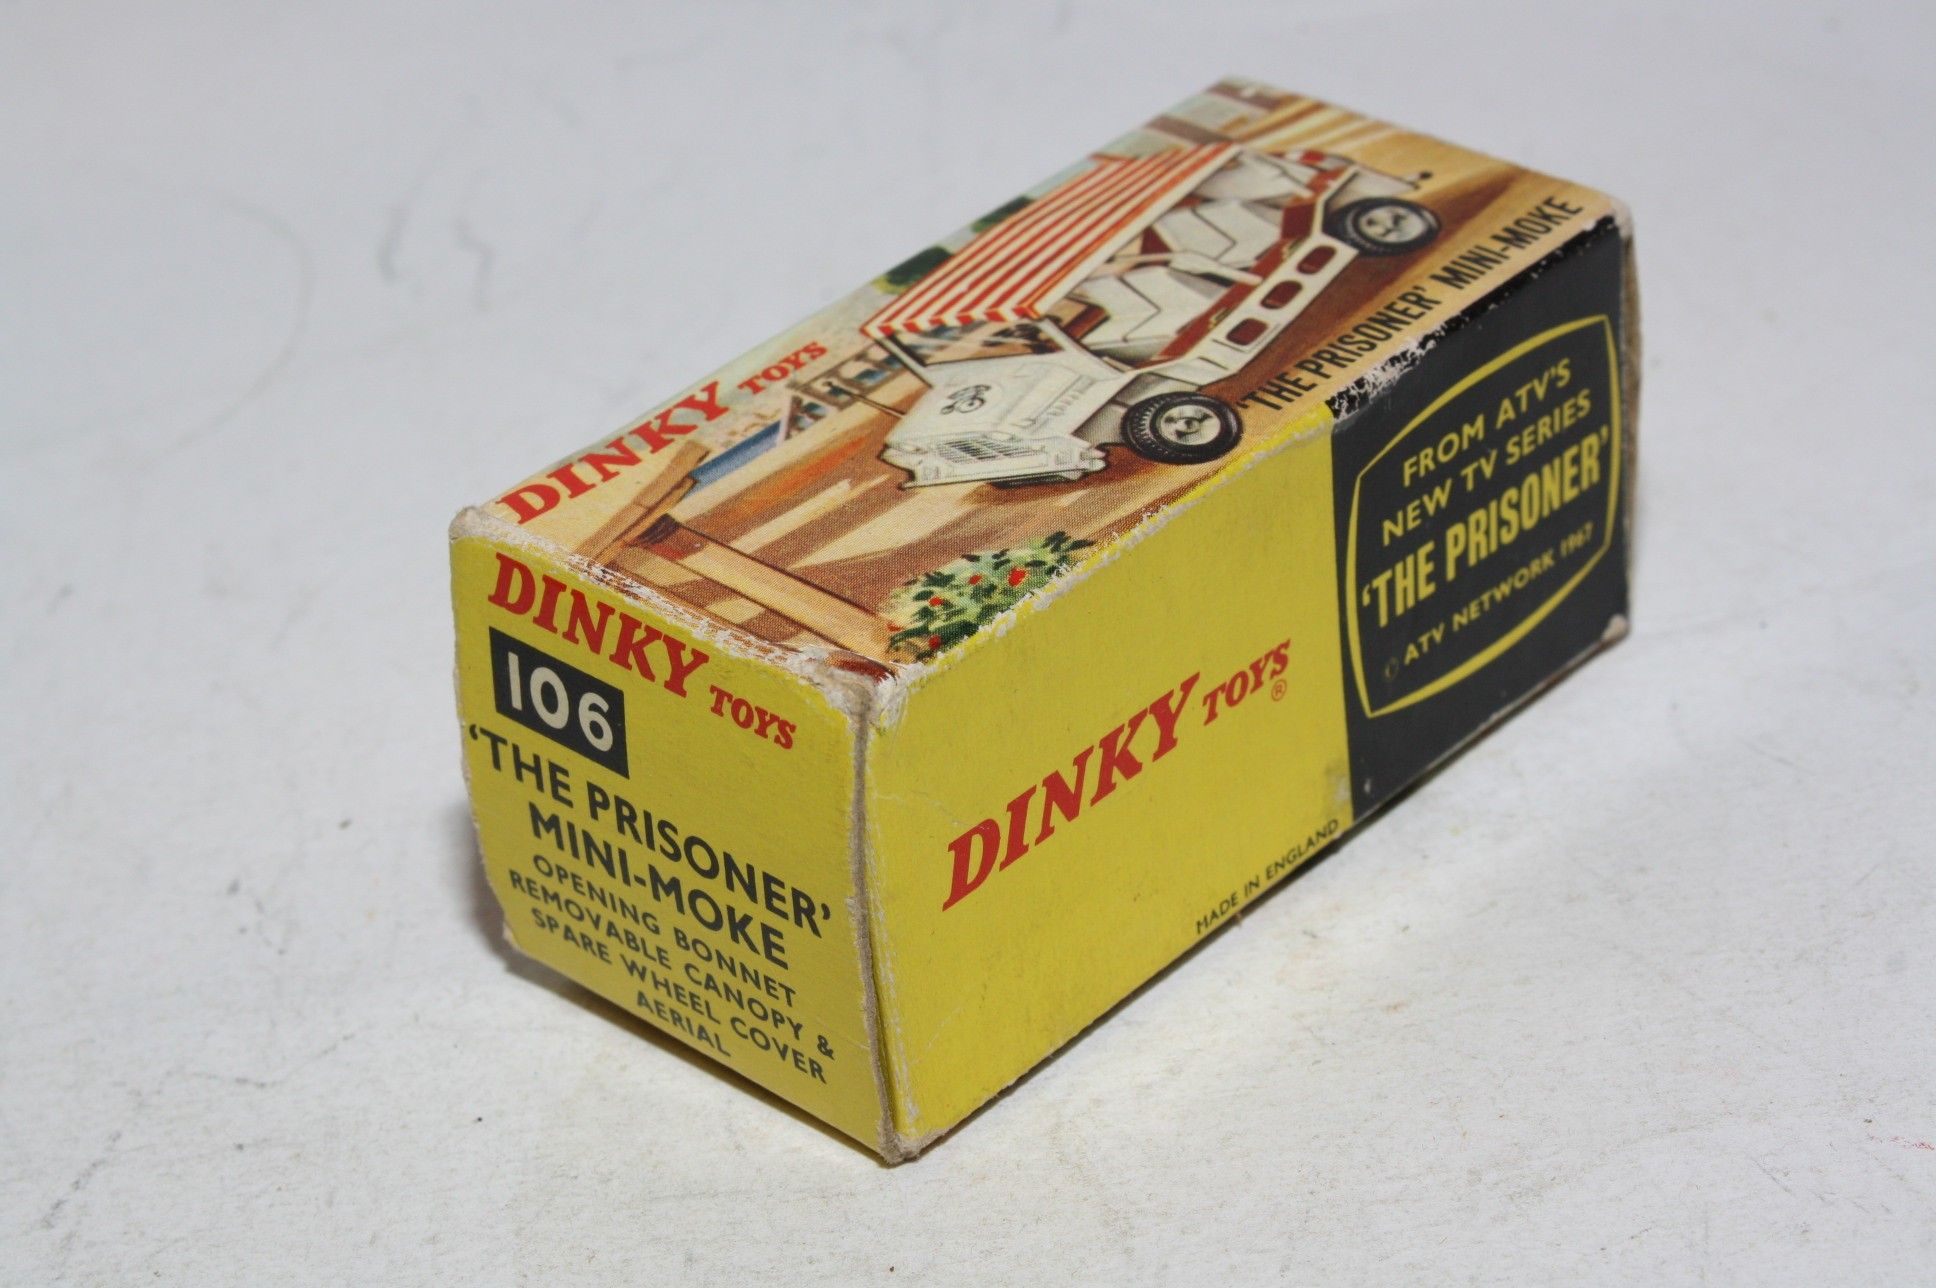 DINKY TOYS
'THE PRISONER' MINI-MOKE
DINKY TOYS
106
'THE PRISONER'
MINI-MOKE
OPENING BONNET
REMOVABLE CANOPY &
SPARE WHEEL COVER
AERIAL
DINKY TOYS®
MADE IN ENGLAND
FROM ATV'S
NEW TV SERIES
'THE PRISONER'
© ATV NETWORK 1967